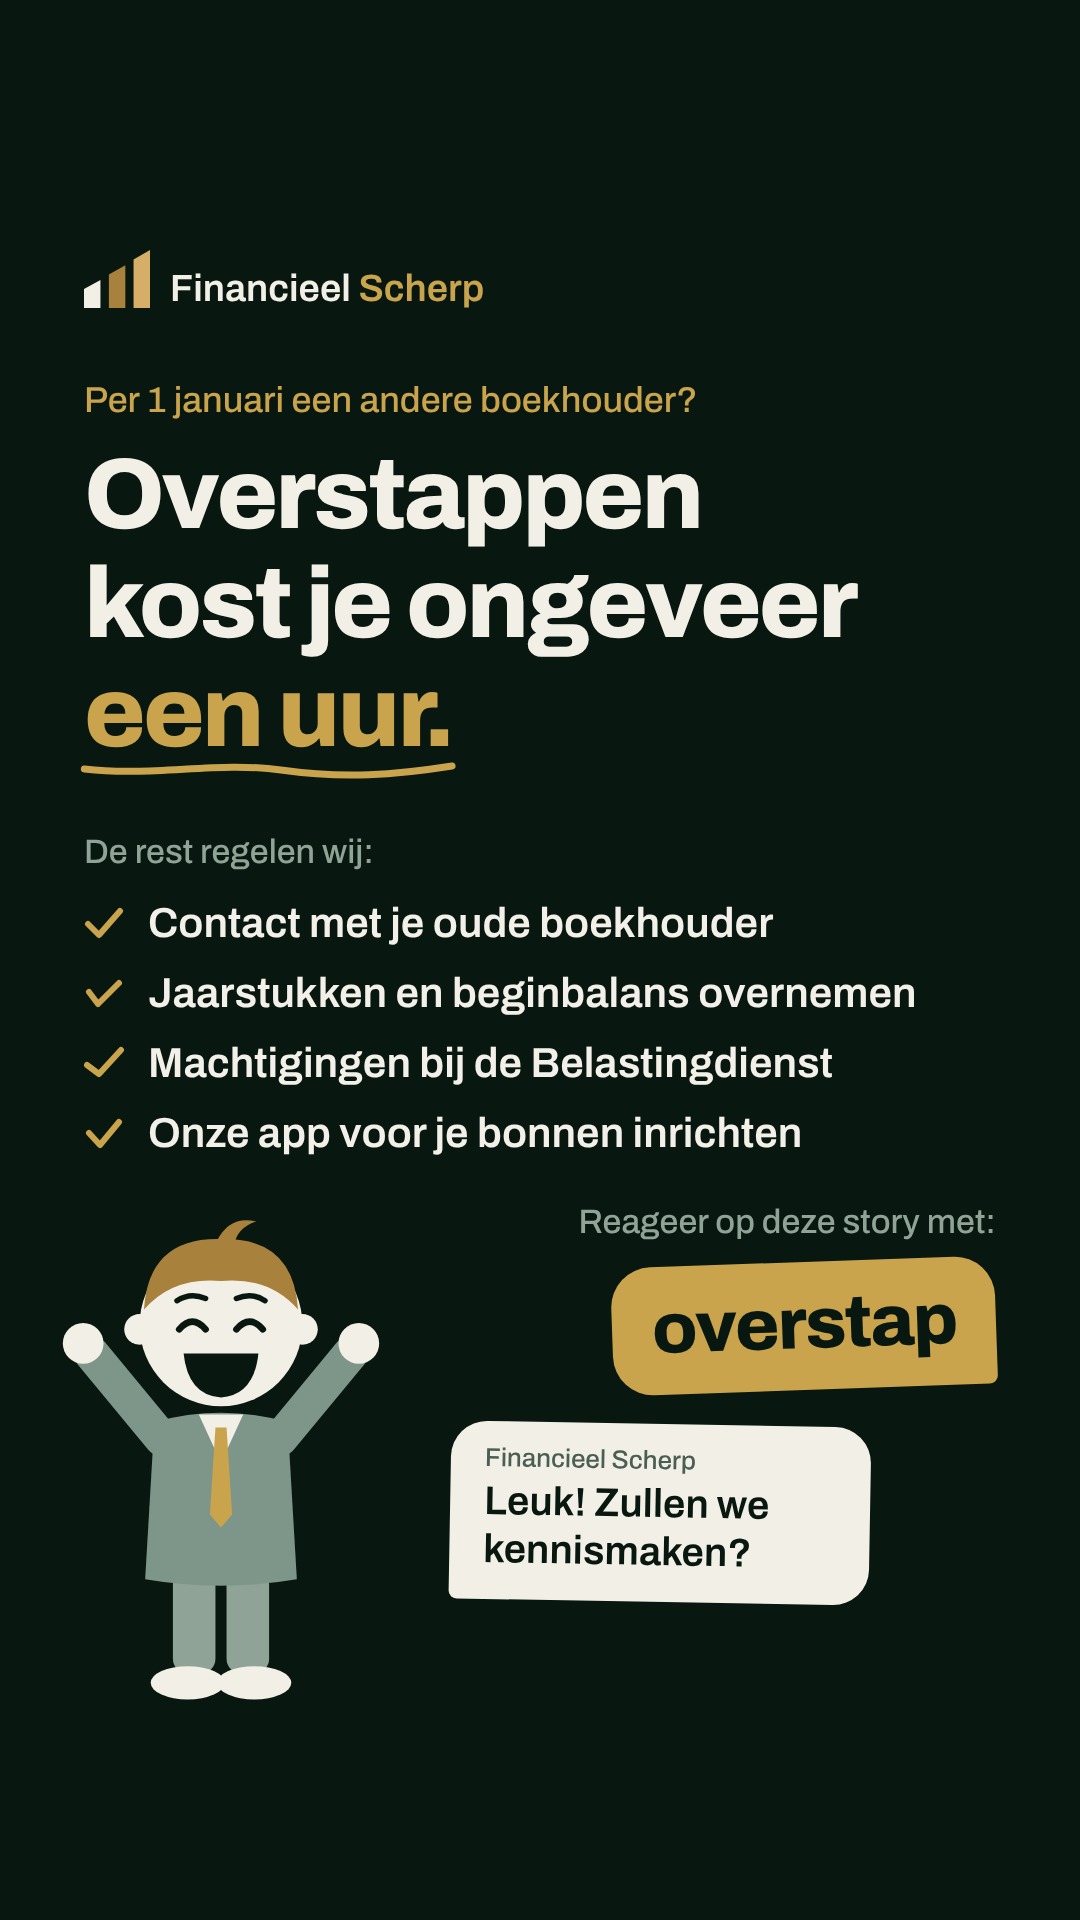 Financieel Scherp
Per 1 januari een andere boekhouder?
Overstappen
kost je ongeveer
een uur.
De rest regelen wij:
Contact met je oude boekhouder
Jaarstukken en beginbalans overnemen
Machtigingen bij de Belastingdienst
Onze app voor je bonnen inrichten
Reageer op deze story met:
overstap
Financieel Scherp
Leuk! Zullen we
kennismaken?